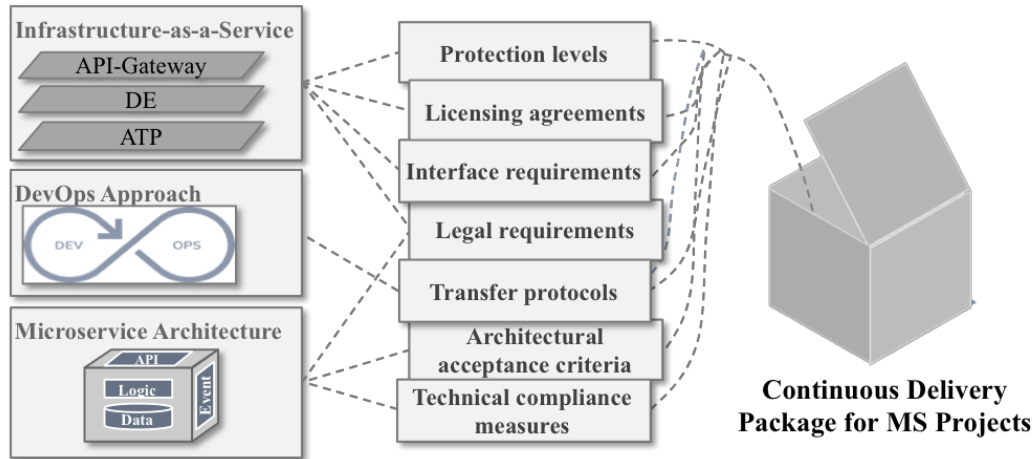 Infrastructure-as-a-Service
API-Gateway
DE
ATP
DevOps Approach
DEV
OPS
Microservice Architecture
API
Logic
Data
Event
Protection levels
Licensing agreements
Interface requirements
Legal requirements
Transfer protocols
Architectural
acceptance criteria
Technical compliance
measures
Continuous Delivery
Package for MS Projects